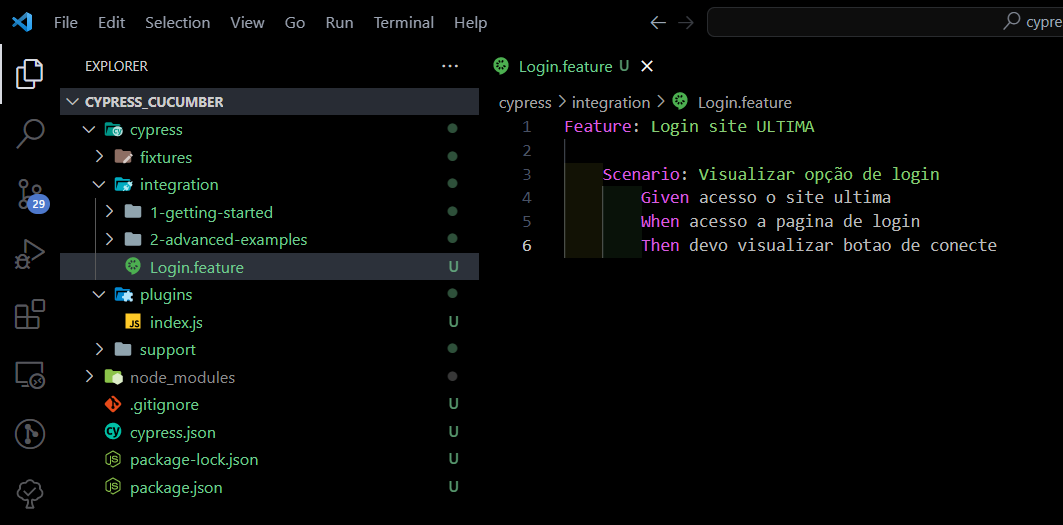 File Edit Selection View Go Run Terminal Help
cypre
EXPLORER
Login.feature U
CYPRESS_CUCUMBER
cypress > integration > Login.feature
cypress
fixtures
integration
1-getting-started
2-advanced-examples
Login.feature U
plugins
index.js U
support
node_modules
.gitignore U
cypress.json U
package-lock.json U
package.json U
29
1 Feature: Login site ULTIMA
2
3 Scenario: Visualizar opção de login
4 Given acesso o site ultima
5 When acesso a pagina de login
6 Then devo visualizar botao de conecte